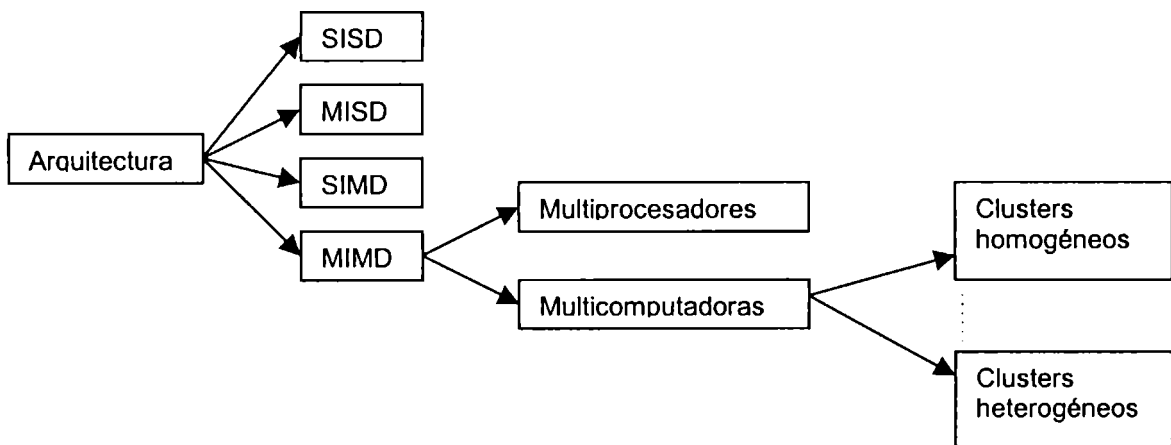 SISD
MISD
Arquitectura
SIMD
Multiprocesadores
Clusters
homogéneos
MIMD
Multicomputadoras
Clusters
heterogéneos